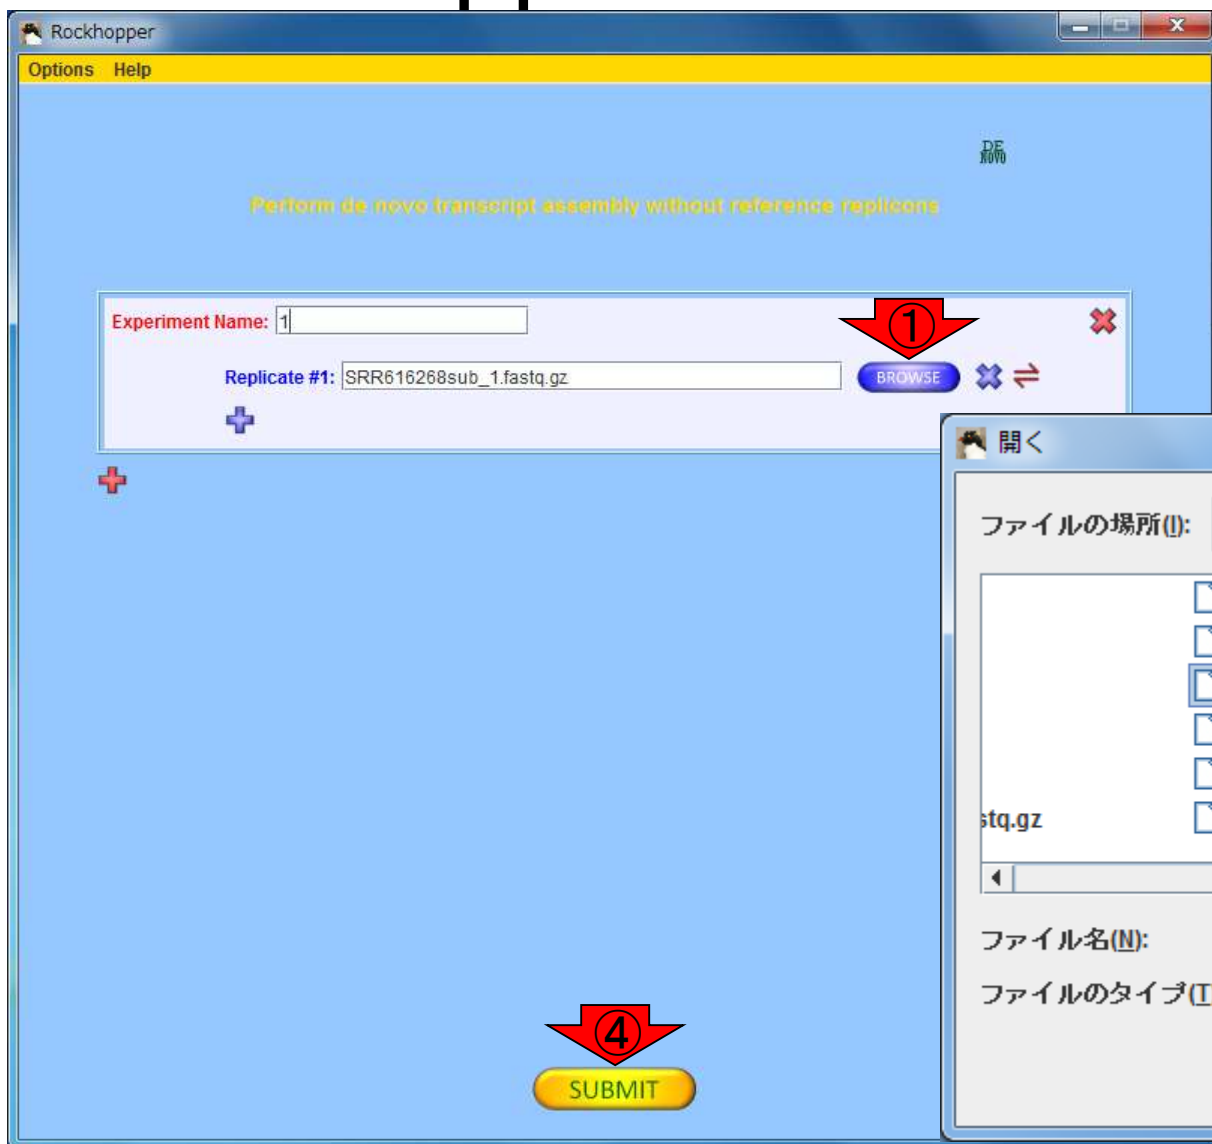 Rockhopper
Options Help
DE
NOVO
Perform de novo transcript assembly without reference replicons
Experiment Name: 1
①
Replicate #1: SRR616268sub_1.fastq.gz
BROWSE
開く
ファイルの場所(I):
stq.gz
ファイル名(N):
ファイルのタイプ(T
④
SUBMIT